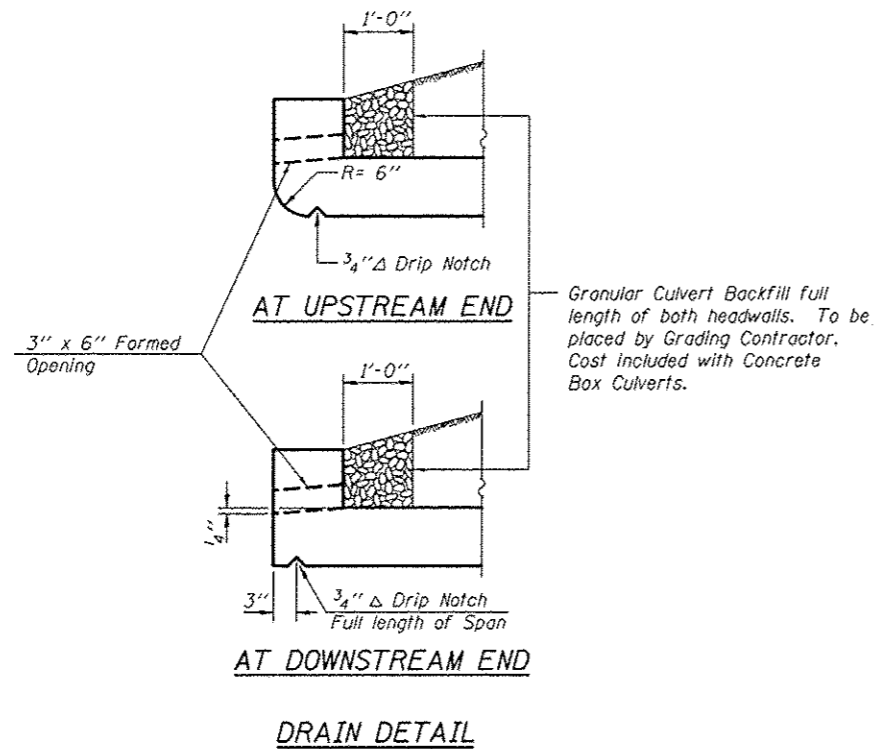 1'-0"
R= 6"
3/4" Δ Drip Notch
AT UPSTREAM END
Granular Culvert Backfill full
length of both headwalls. To be
placed by Grading Contractor.
Cost included with Concrete
Box Culverts.
3" x 6" Formed
Opening
1'-0"
1/4"
3"
3/4" Δ Drip Notch
Full length of Span
AT DOWNSTREAM END
DRAIN DETAIL